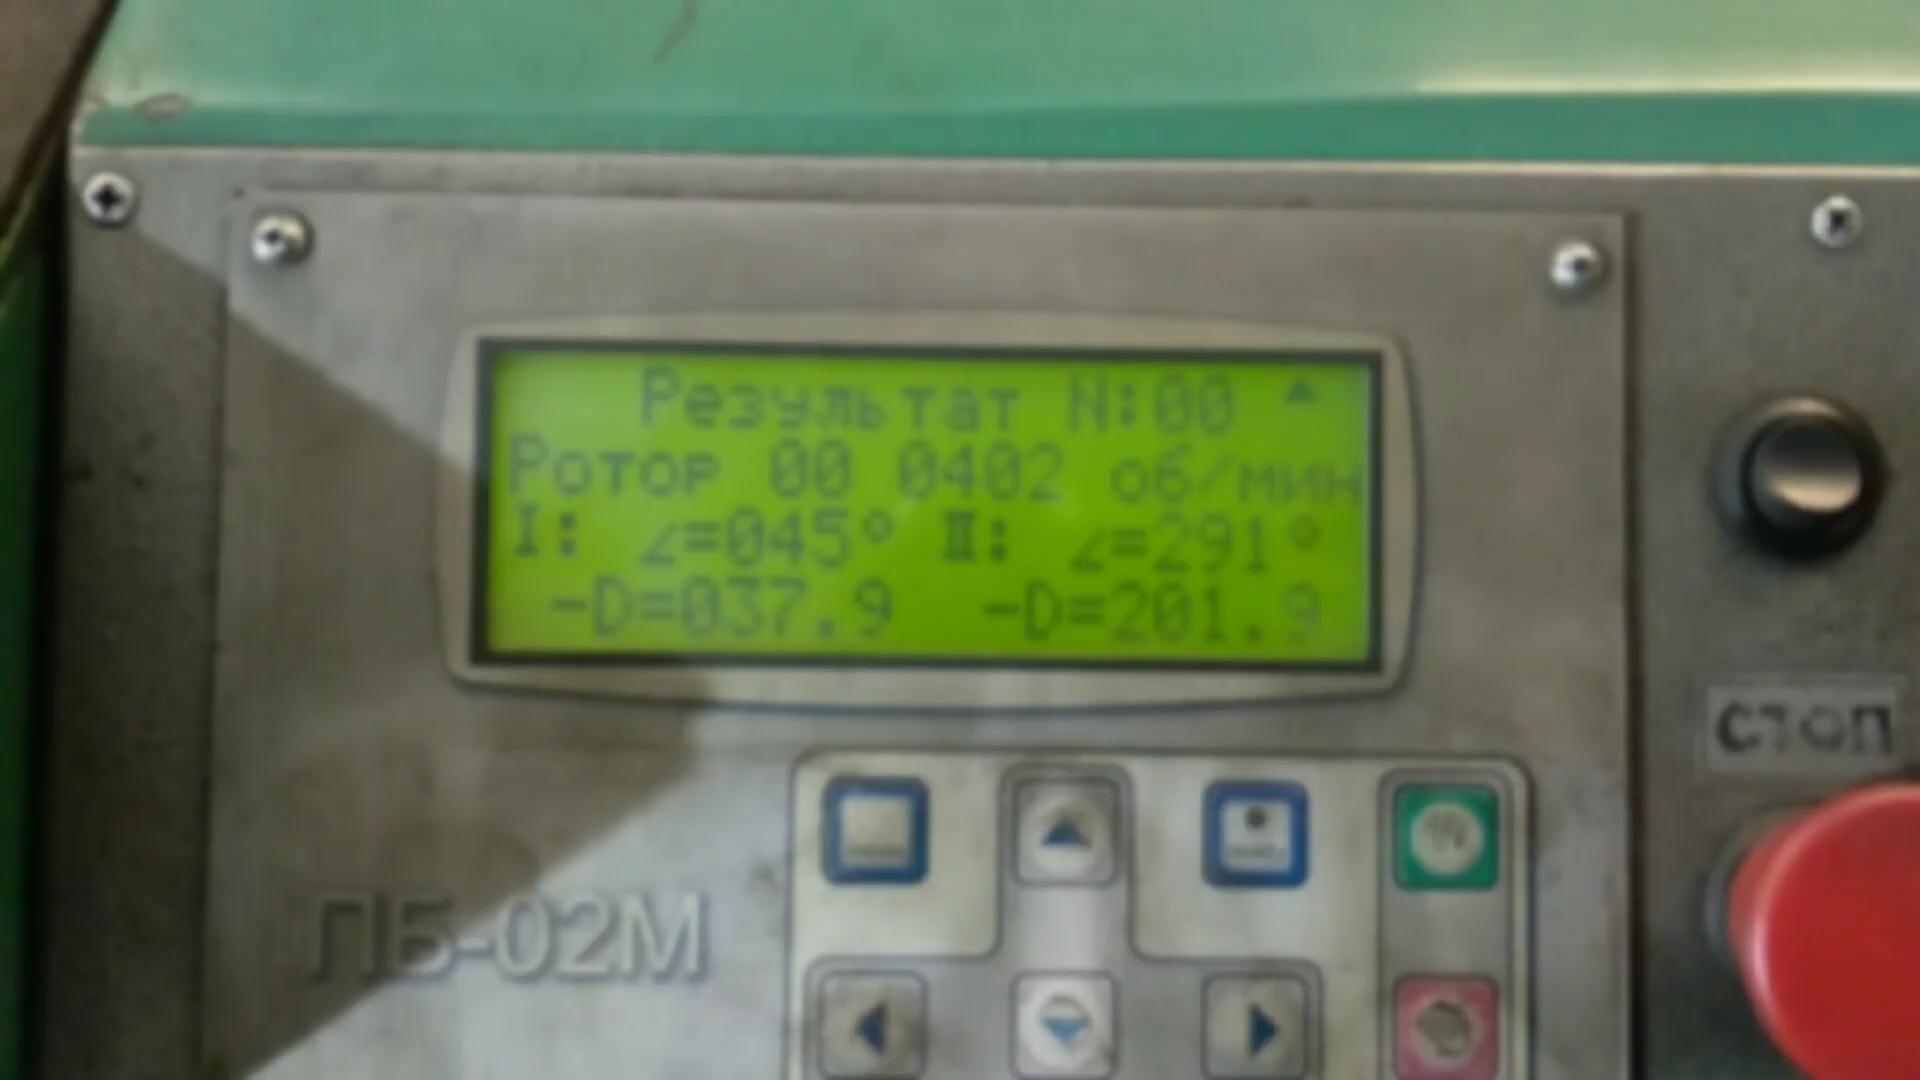 Результат N:00
Ротор 00 0402 об/мин
I: ∠=045° II: ∠=291°
-D=037.9 -D=201.9
СТОП
ПБ-02М